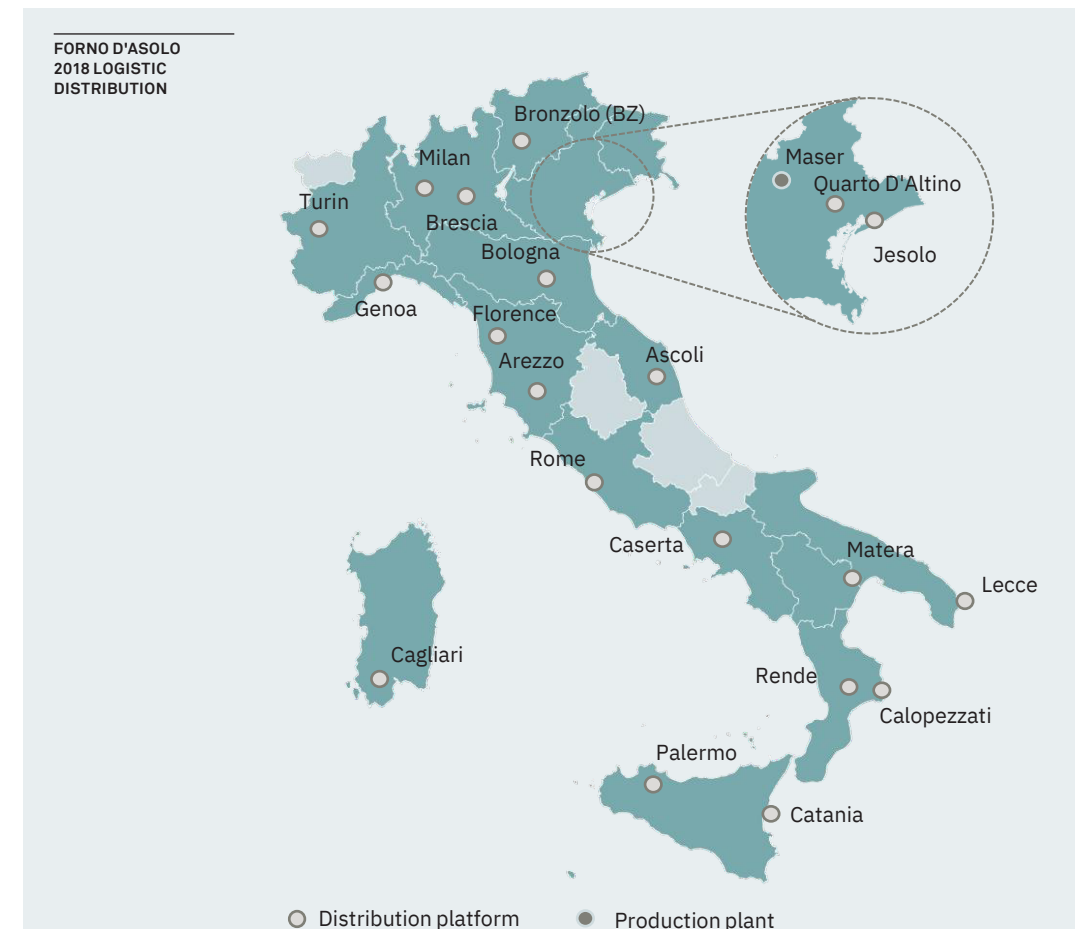 FORNO D'ASOLO
2018 LOGISTIC
DISTRIBUTION
Bronzolo (BZ)
Milan
Maser
Quarto D'Altino
Turin
Brescia
Bologna
Jesolo
Genoa
Florence
Arezzo
Ascoli
Rome
Caserta
Matera
Lecce
Cagliari
Rende
Calopezzati
Palermo
Catania
Distribution platform
Production plant